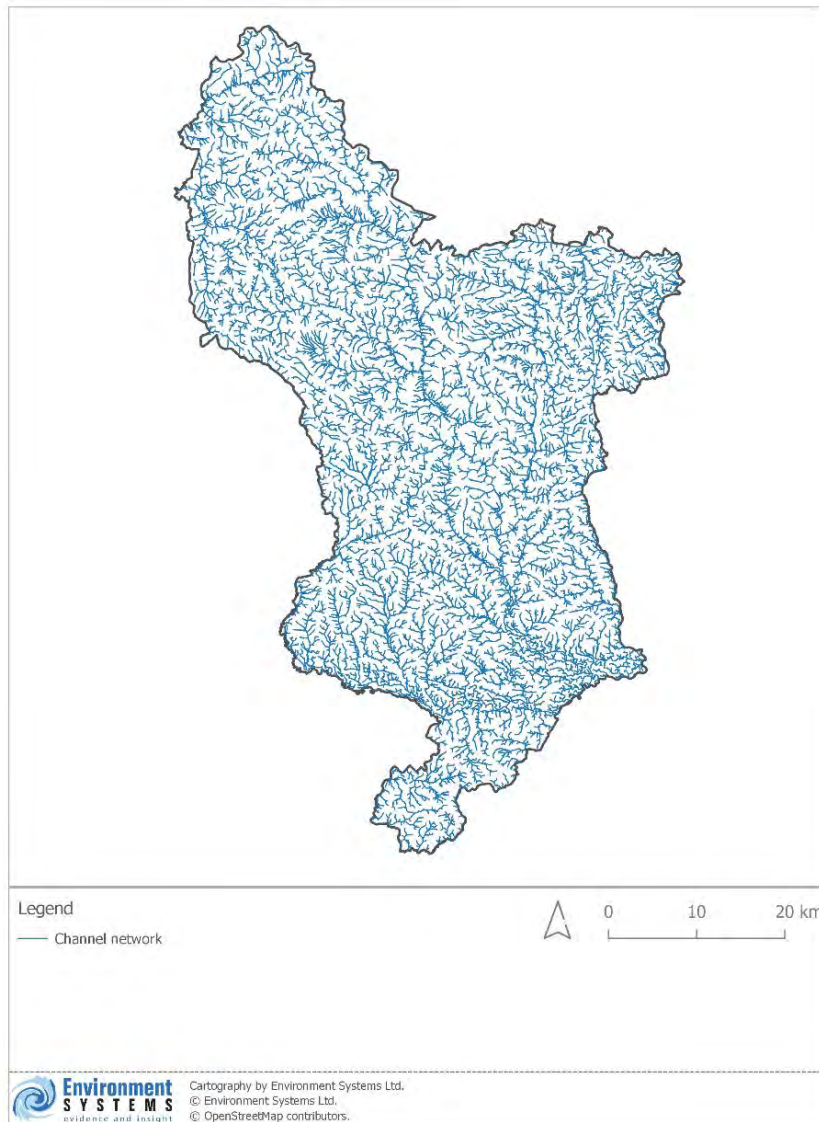 Legend
Channel network
0 10 20 km
Environment
SYSTEMS
evidence and insight
Cartography by Environment Systems Ltd.
© Environment Systems Ltd.
© OpenStreetMap contributors.